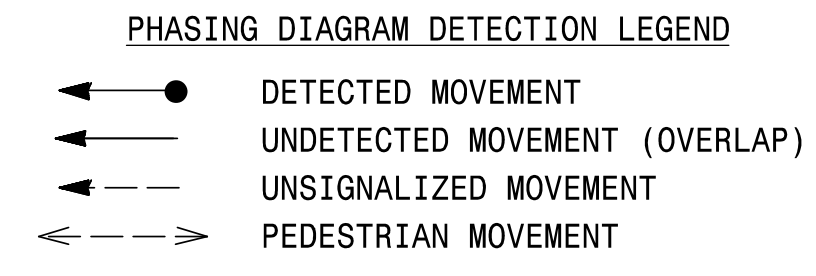 PHASING DIAGRAM DETECTION LEGEND
DETECTED MOVEMENT
UNDETECTED MOVEMENT (OVERLAP)
UNSIGNALIZED MOVEMENT
PEDESTRIAN MOVEMENT